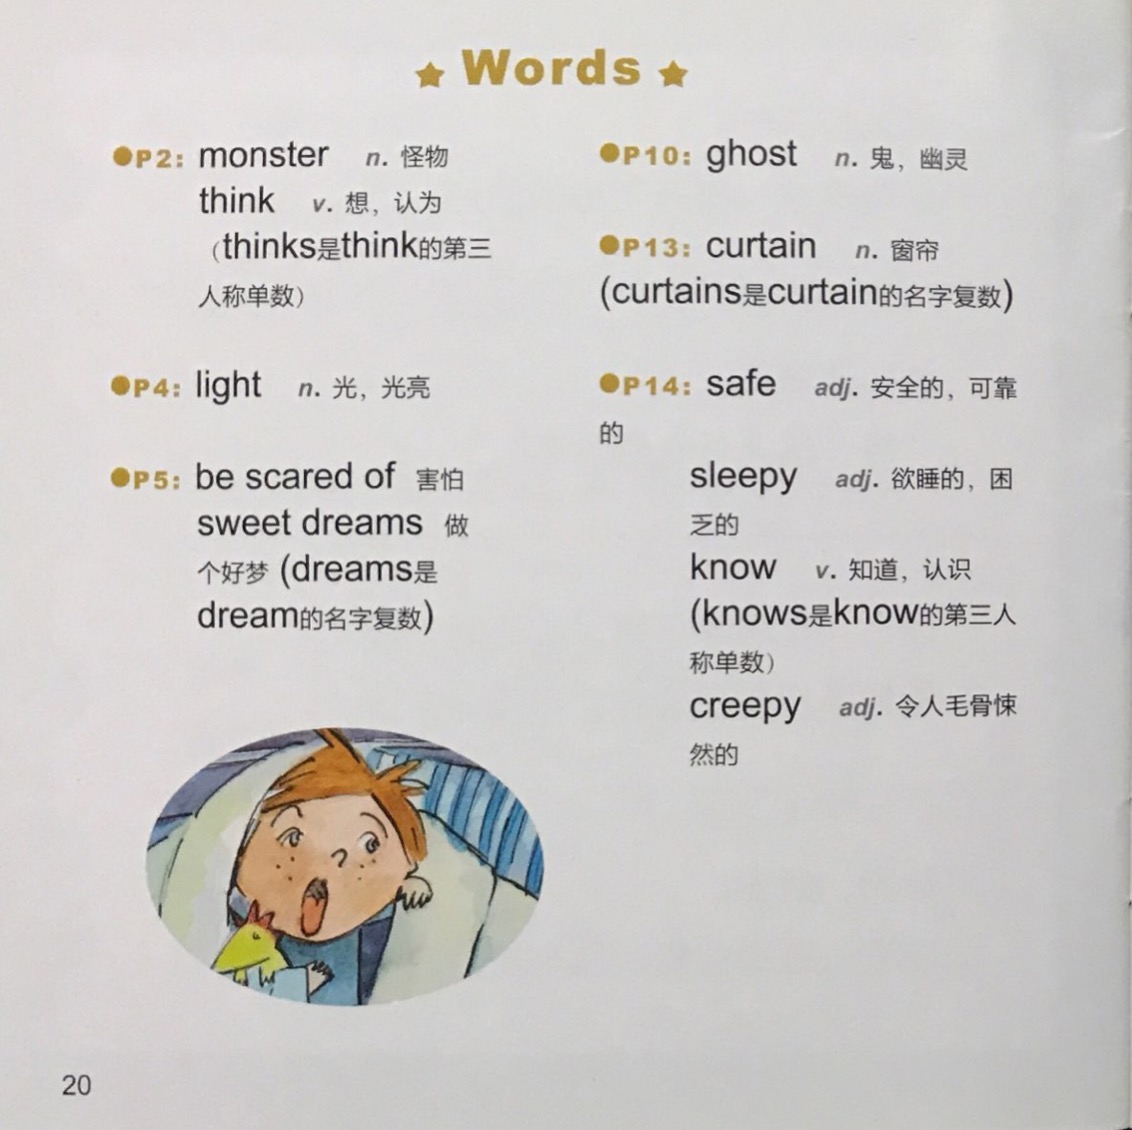 ★ Words ★
●P2: monster n. 怪物
think v. 想，认为
（thinks是think的第三
人称单数）
●P4: light n. 光，光亮
●P5: be scared of 害怕
sweet dreams 做
个好梦 (dreams是
dream的名字复数)
●P10: ghost n. 鬼，幽灵
●P13: curtain n. 窗帘
(curtains是curtain的名字复数)
●P14: safe adj. 安全的，可靠
的
sleepy adj. 欲睡的，困
乏的
know v. 知道，认识
(knows是know的第三人
称单数）
creepy adj. 令人毛骨悚
然的
20